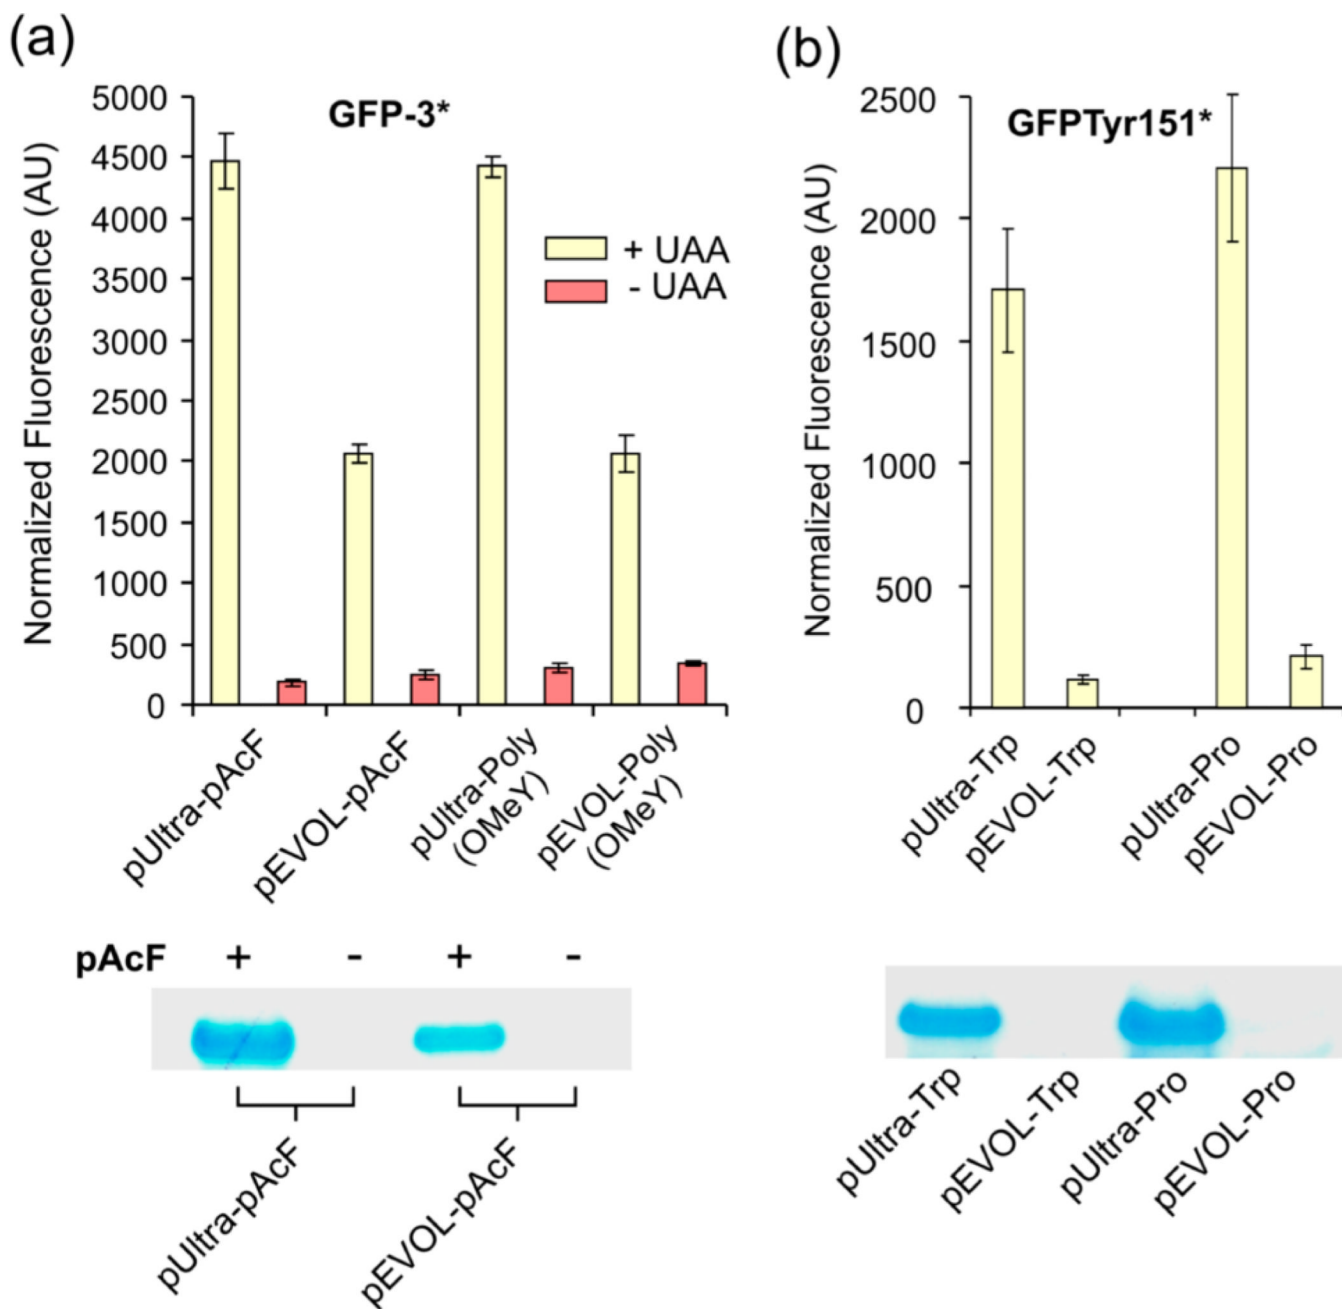 (a)
GFP-3*
Normalized Fluorescence (AU)
5000
4500
4000
3500
3000
2500
2000
1500
1000
500
0
+ UAA
- UAA
pUltra-pAcF
pEVOL-pAcF
pUltra-Poly
(OMeY)
pEVOL-Poly
(OMeY)
pAcF + - + -
pUltra-pAcF
pEVOL-pAcF
(b)
GFPTyr151*
Normalized Fluorescence (AU)
2500
2000
1500
1000
500
0
pUltra-Trp
pEVOL-Trp
pUltra-Pro
pEVOL-Pro
pUltra-Trp
pEVOL-Trp
pUltra-Pro
pEVOL-Pro